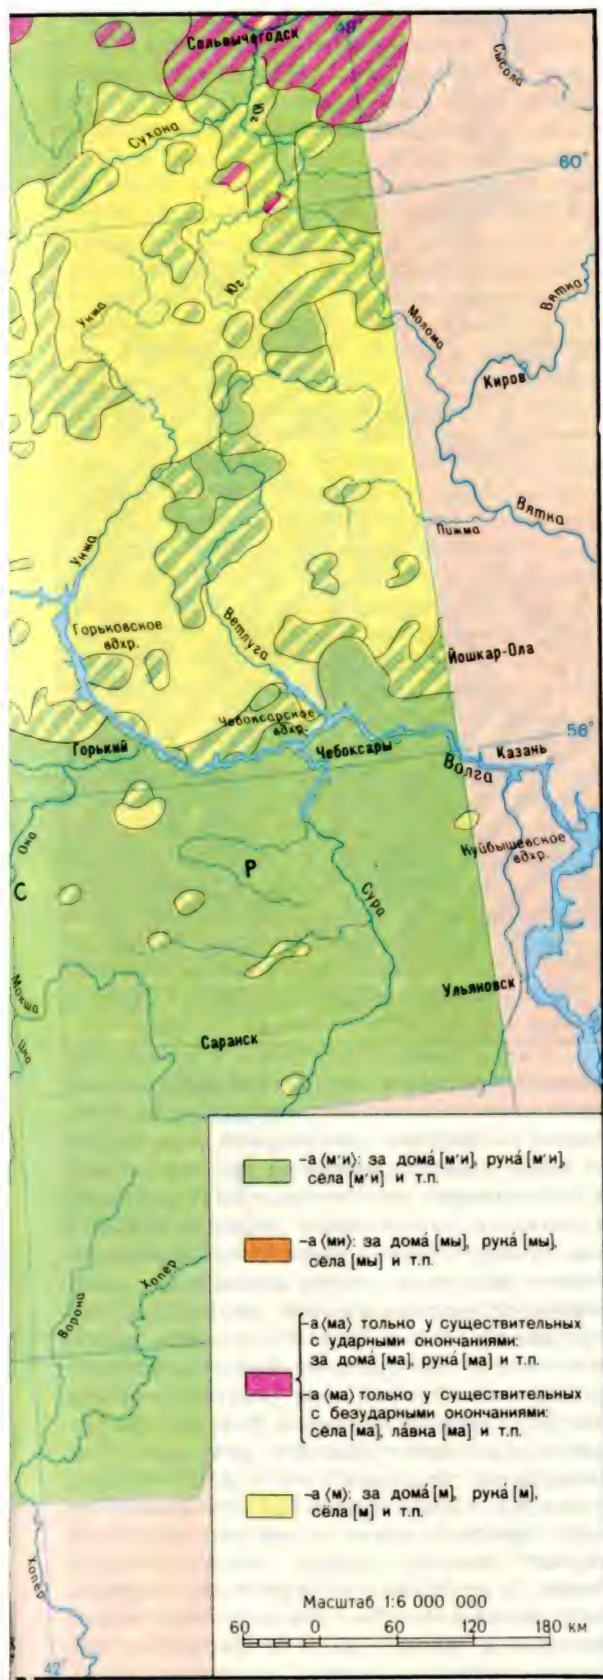 48°
Сольвычегодск
Сысола
Юг
Сухона
60°
Юг
Унжа
Молома
Вятка
Киров
Вятка
Пижма
Унжа
Ветлуга
Горьковское
вдхр.
Йошкар-Ола
Чебоксарское
вдхр.
56°
Горький
Чебоксары
Волга
Казань
Ока
Куйбышевское
вдхр.
С
Р
Сура
Мокша
Ульяновск
Цна
Саранск
Хопер
Ворона
Хопёр
42°
-а ⟨м'и⟩: за дома́ [м'и], рука́ [м'и],
сёла [м'и] и т.п.
-а ⟨ми⟩: за дома́ [мы], рука́ [мы],
сёла [мы] и т.п.
-а ⟨ма⟩ только у существительных
с ударными окончаниями:
за дома́ [ма], рука́ [ма] и т.п.
-а ⟨ма⟩ только у существительных
с безударными окончаниями:
сёла [ма], ла́вка [ма] и т.п.
-а ⟨м⟩: за дома́ [м], рука́ [м],
сёла [м] и т.п.
Масштаб 1:6 000 000
60 0 60 120 180 км